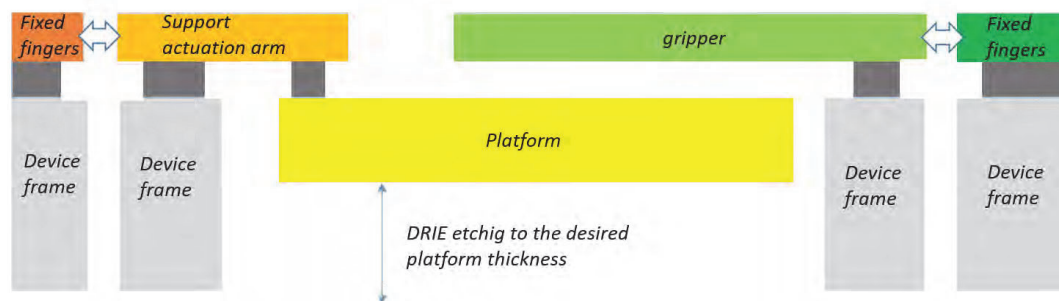 Fixed
fingers
Support
actuation arm
gripper
Fixed
fingers
Platform
Device
frame
Device
frame
Device
frame
Device
frame
DRIE etchig to the desired
platform thickness